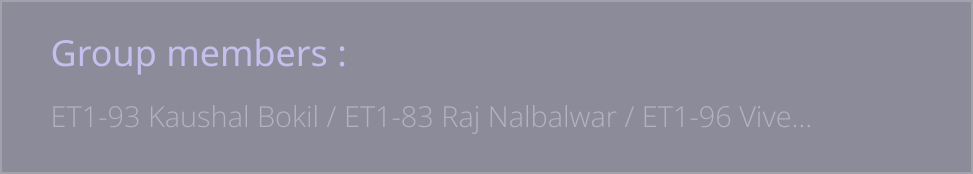 Group members :
ET1-93 Kaushal Bokil / ET1-83 Raj Nalbalwar / ET1-96 Vive...